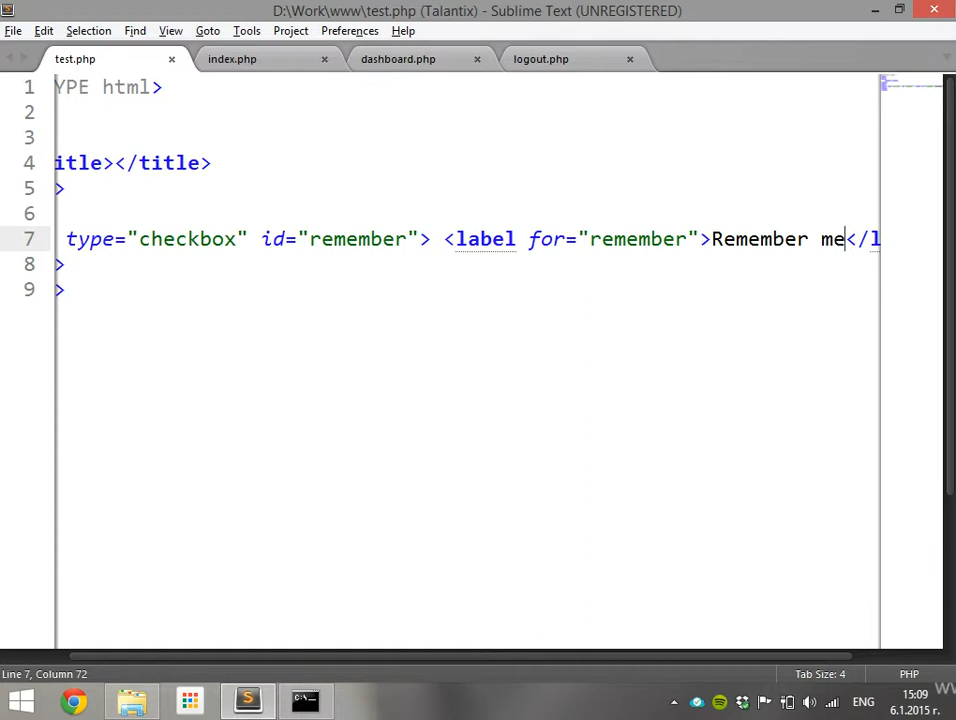 D:\Work\www\test.php (Talantix) - Sublime Text (UNREGISTERED)
File Edit Selection View Find Goto Tools Project Preferences Help
test.php index.php dashboard.php logout.php
1 YPE html>
2
3
4 itle></title>
5 >
6
7 type="checkbox" id="remember"> <label for="remember">Remember me</l
8 >
9 >
Line 7, Column 72 Tab Size: 4 PHP
C:\
ENG 15:09
6.1.2015 г.